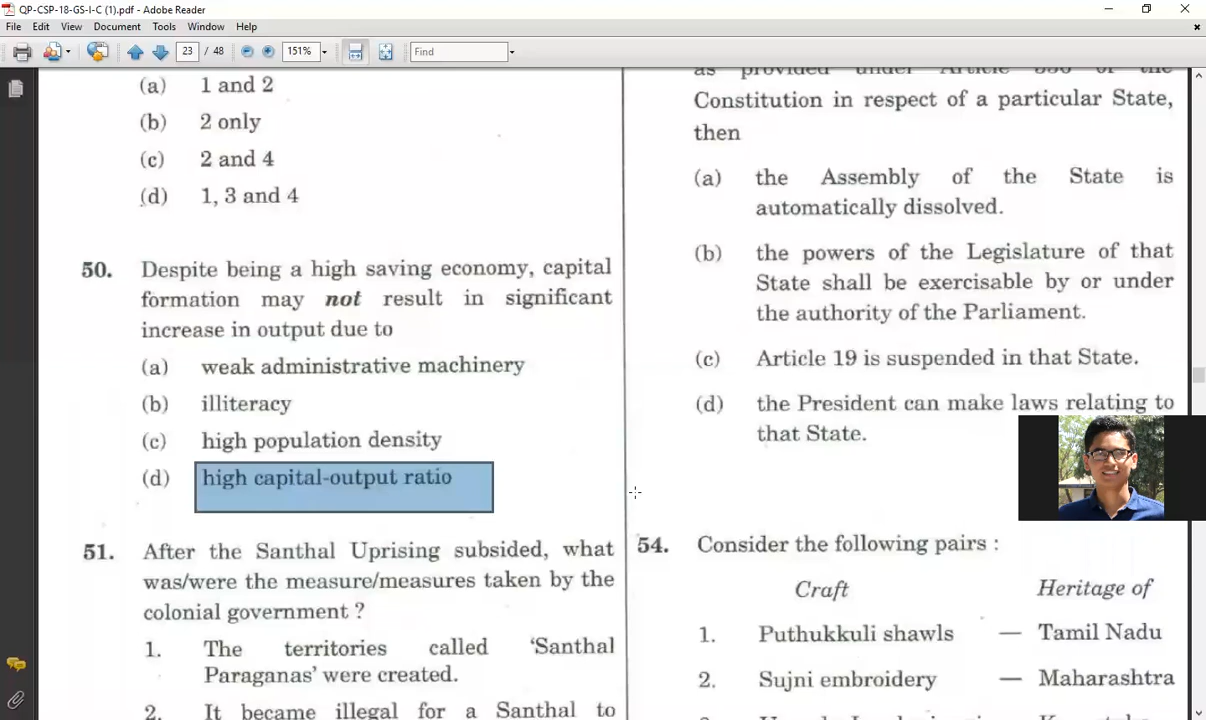 QP-CSP-18-GS-I-C (1).pdf - Adobe Reader
File Edit View Document Tools Window Help
23 / 48 151% Find
(a) 1 and 2
(b) 2 only
(c) 2 and 4
(d) 1, 3 and 4
50. Despite being a high saving economy, capital
formation may not result in significant
increase in output due to
(a) weak administrative machinery
(b) illiteracy
(c) high population density
(d) high capital-output ratio
51. After the Santhal Uprising subsided, what
was/were the measure/measures taken by the
colonial government ?
1. The territories called 'Santhal
Paraganas' were created.
2. It became illegal for a Santhal to
as provided under Article of the
Constitution in respect of a particular State,
then
(a) the Assembly of the State is
automatically dissolved.
(b) the powers of the Legislature of that
State shall be exercisable by or under
the authority of the Parliament.
(c) Article 19 is suspended in that State.
(d) the President can make laws relating to
that State.
54. Consider the following pairs :
Craft Heritage of
1. Puthukkuli shawls — Tamil Nadu
2. Sujni embroidery — Maharashtra